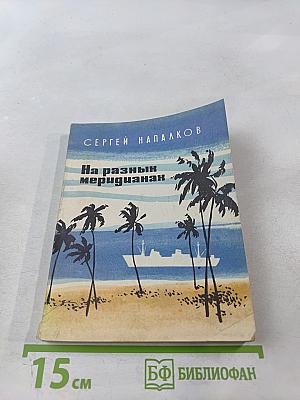 СЕРГЕЙ НАПАЛКОВ
На разных
меридианах
15 см
БФ БИБЛИОФАН